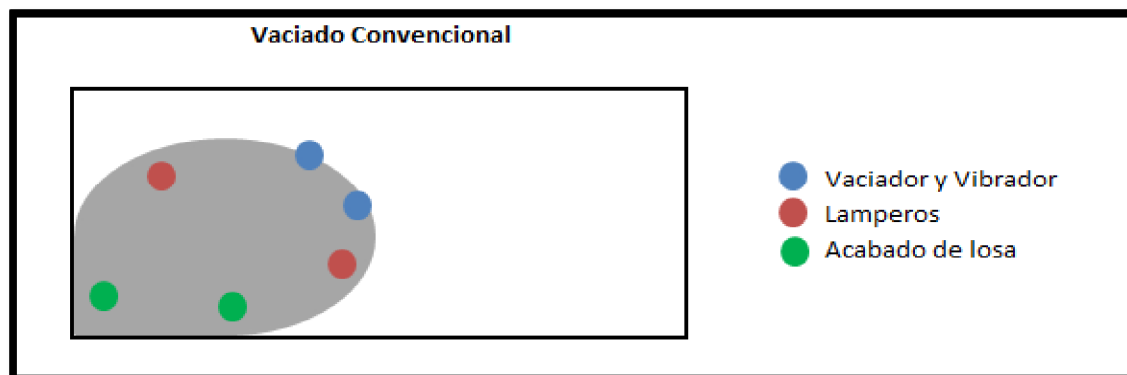 Vaciado Convencional
Vaciador y Vibrador
Lamperos
Acabado de losa